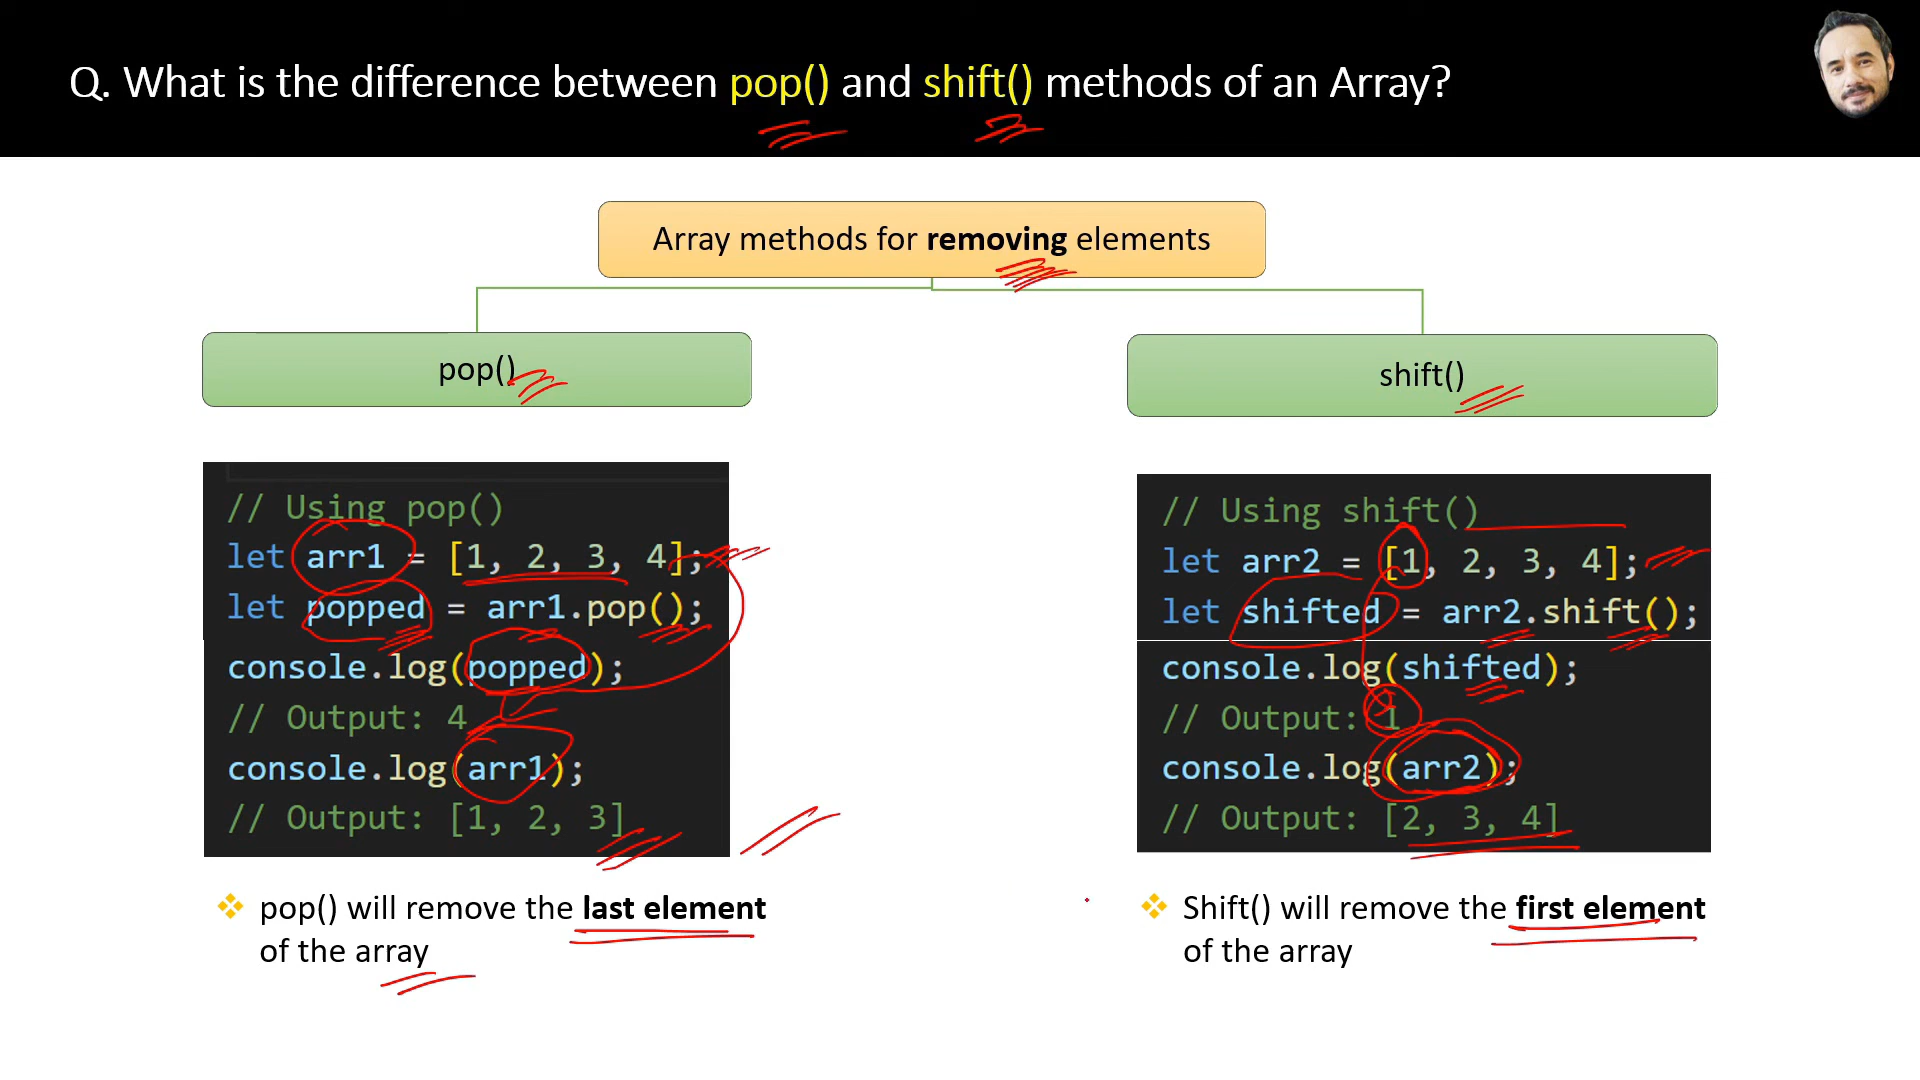 Q. What is the difference between pop() and shift() methods of an Array?
Array methods for removing elements
pop()
// Using pop()
let arr1 = [1, 2, 3, 4];
let popped = arr1.pop();
console.log(popped);
// Output: 4
console.log(arr1);
// Output: [1, 2, 3]
pop() will remove the last element
of the array
shift()
// Using shift()
let arr2 = [1, 2, 3, 4];
let shifted = arr2.shift();
console.log(shifted);
// Output: 1
console.log(arr2);
// Output: [2, 3, 4]
Shift() will remove the first element
of the array